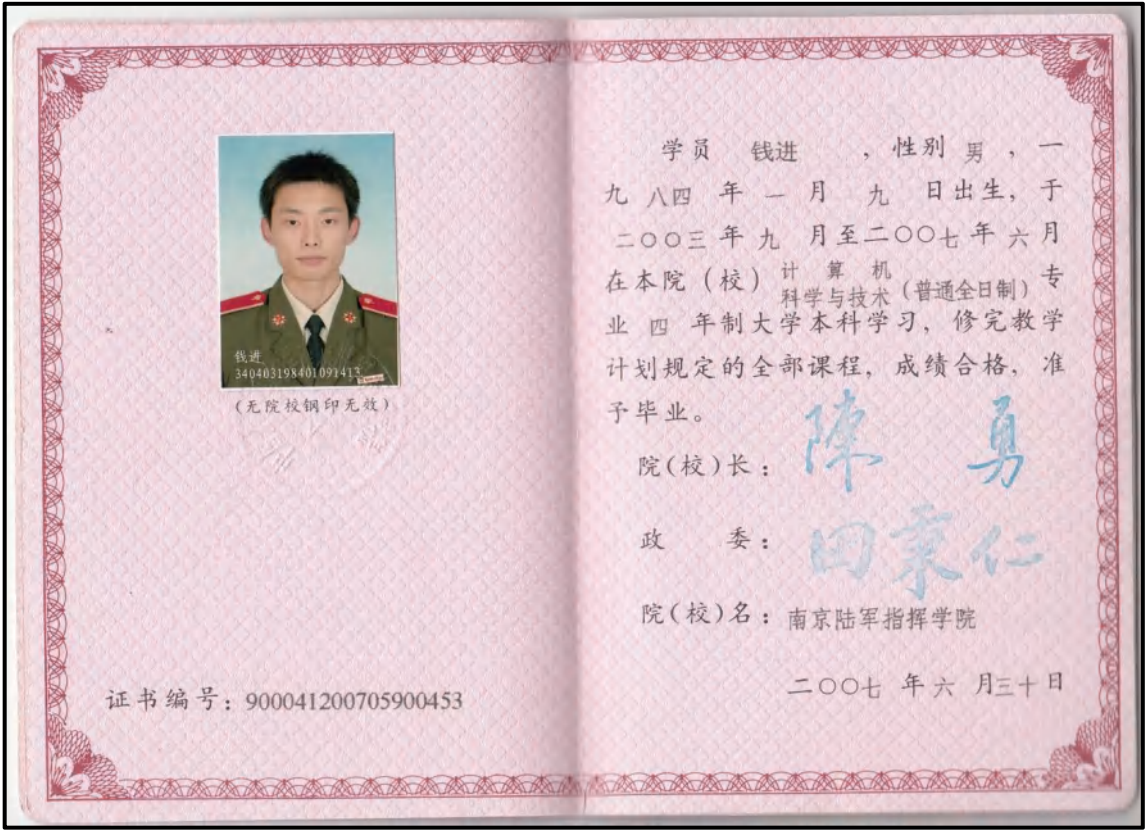 钱进
340403198401091413
(无院校钢印无效)
证书编号：900041200705900453
学员 钱进 ，性别 男 ，一
九八四 年 一 月 九 日出生，于
二〇〇三 年 九 月至二〇〇七 年 六 月
在本院（校）计算机科学与技术（普通全日制）专
业 四 年制大学本科学习，修完教学
计划规定的全部课程，成绩合格，准
予毕业。
院(校)长：陳勇
政 委：田秉仁
院(校)名：南京陆军指挥学院
二〇〇七 年 六 月三十日